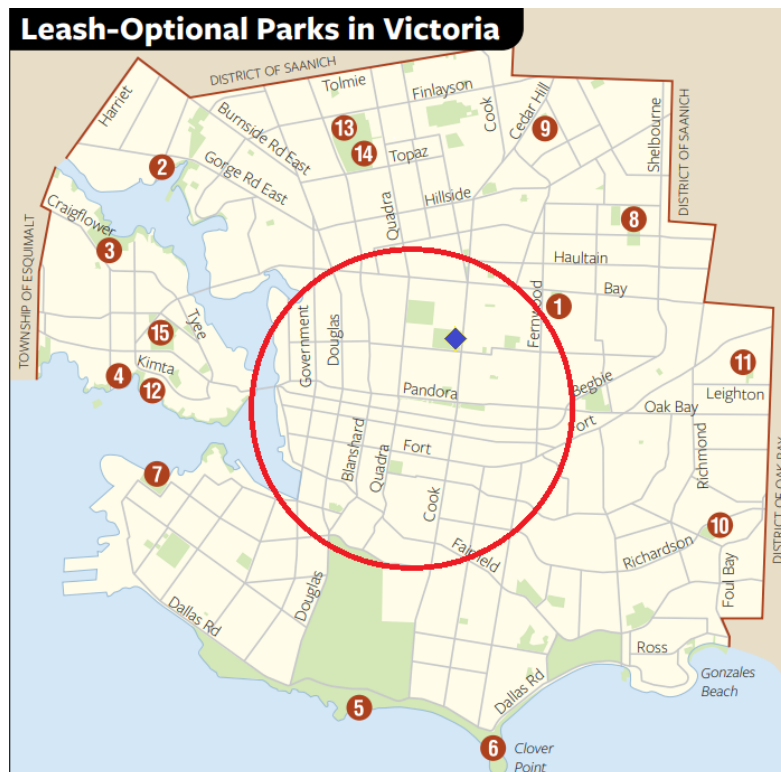 Leash-Optional Parks in Victoria
DISTRICT OF SAANICH
Tolmie
Finlayson
Harriet
Burnside Rd East
Cook
Cedar Hill
Shelbourne
DISTRICT OF SAANICH
13
9
14
Topaz
2
Gorge Rd East
Hillside
Quadra
Craigflower
8
3
TOWNSHIP OF ESQUIMALT
Haultain
Bay
1
Fernwood
Government
Douglas
Tyee
15
Kimta
4
12
11
Leighton
Pandora
Begbie
Oak Bay
Fort
Fort
Blanshard
Quadra
Richmond
7
Cook
10
DISTRICT OF OAK BAY
Fairfield
Richardson
Foul Bay
Douglas
Dallas Rd
Ross
Gonzales
Beach
Dallas Rd
5
6
Clover
Point